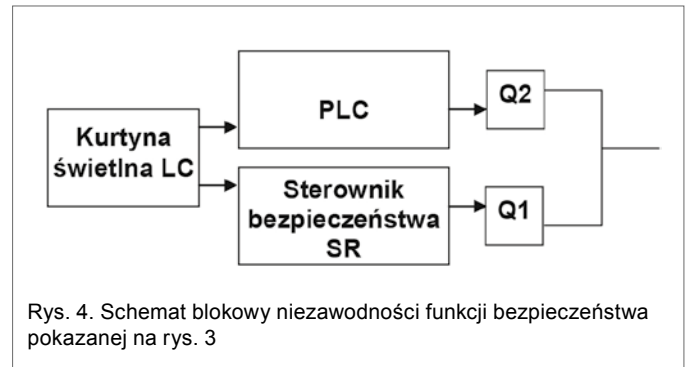 PLC
Q2
Kurtyna
świetlna LC
Sterownik
bezpieczeństwa
SR
Q1
Rys. 4. Schemat blokowy niezawodności funkcji bezpieczeństwa
pokazanej na rys. 3